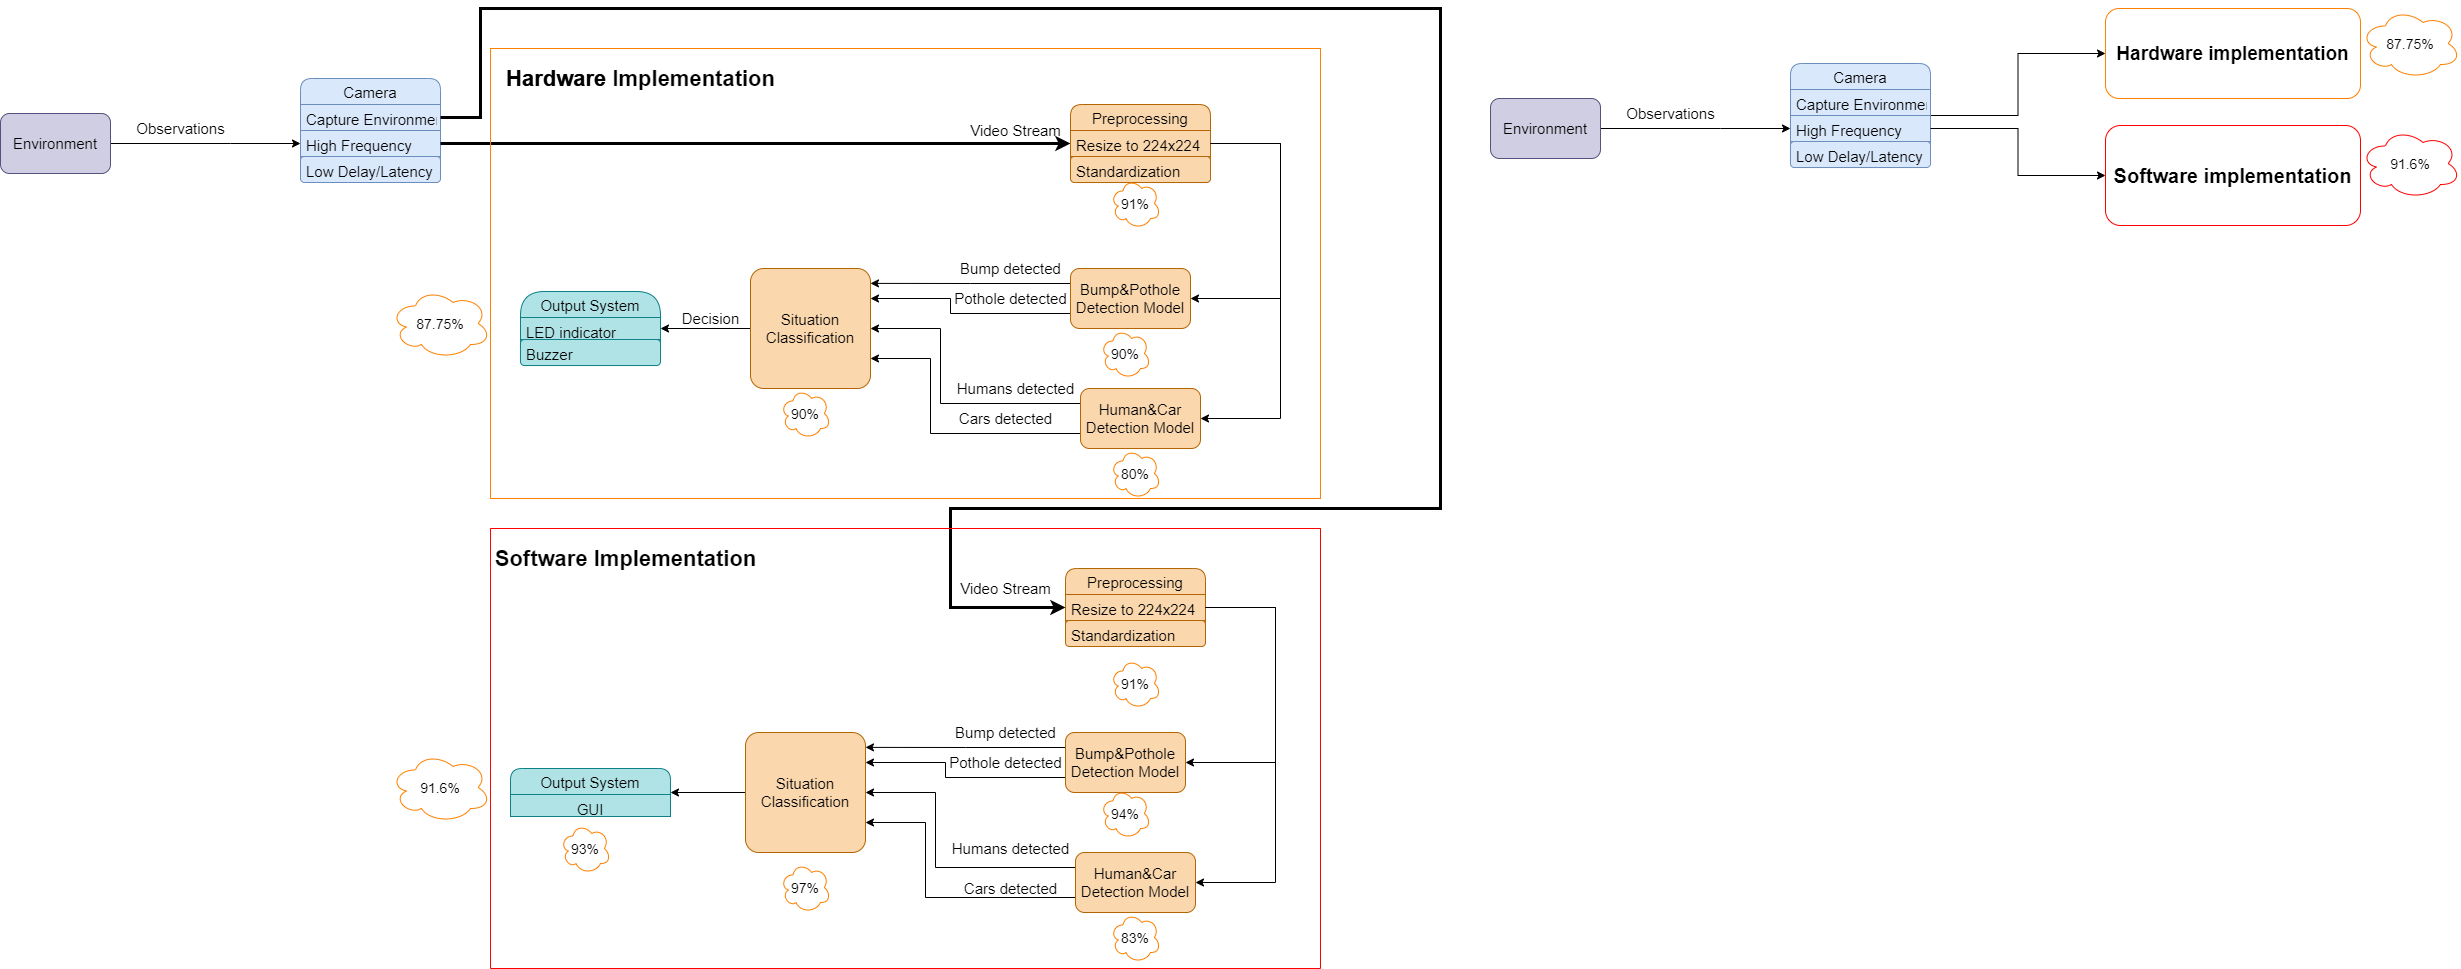 Environment
Observations
Camera
Capture Environme
High Frequency
Low Delay/Latency
Hardware Implementation
Video Stream
Preprocessing
Resize to 224x224
Standardization
91%
Bump detected
Pothole detected
Bump&Pothole
Detection Model
90%
Humans detected
Cars detected
Human&Car
Detection Model
80%
Situation
Classification
90%
Decision
Output System
LED indicator
Buzzer
87.75%
Software Implementation
Video Stream
Preprocessing
Resize to 224x224
Standardization
91%
Bump detected
Pothole detected
Bump&Pothole
Detection Model
94%
Humans detected
Cars detected
Human&Car
Detection Model
83%
Situation
Classification
97%
Output System
GUI
93%
91.6%
Environment
Observations
Camera
Capture Environme
High Frequency
Low Delay/Latency
Hardware implementation
87.75%
Software implementation
91.6%